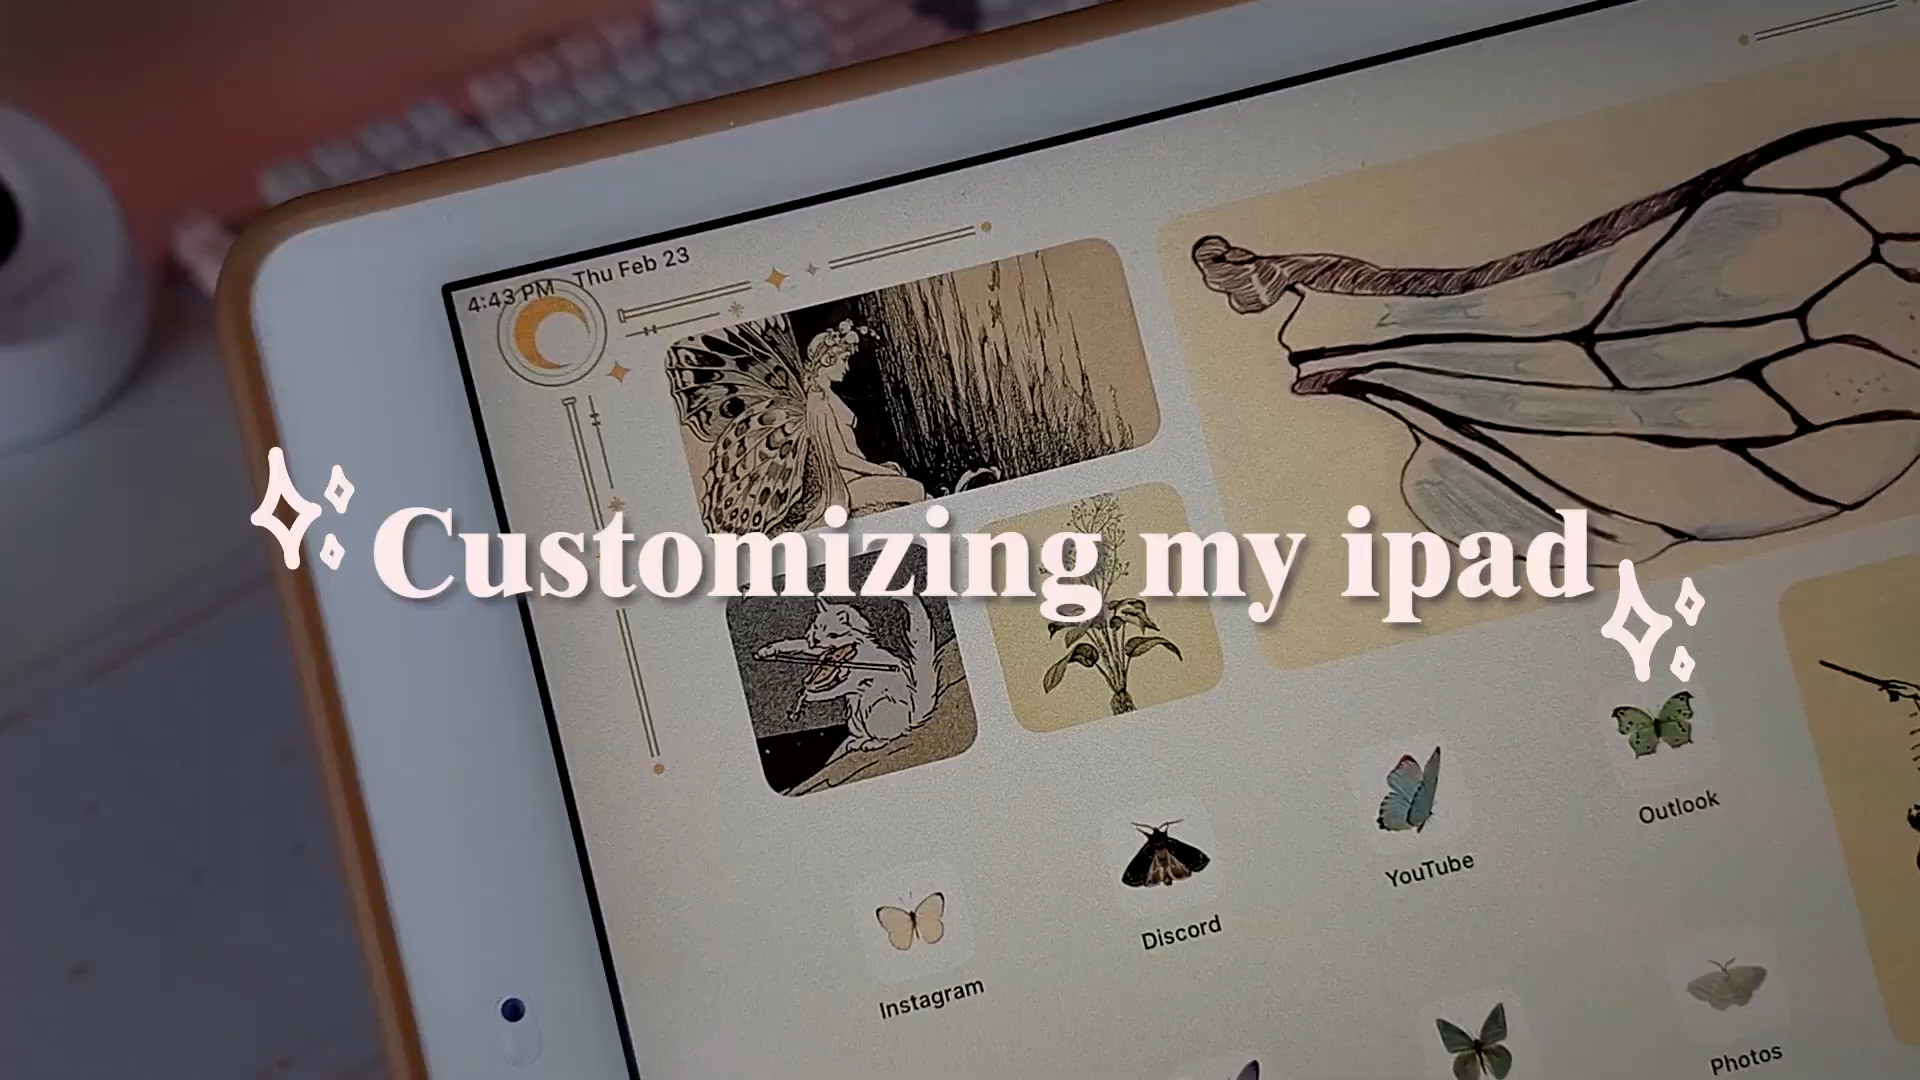 4:43 PM Thu Feb 23
Customizing my ipad
Outlook
YouTube
Discord
Instagram
Photos